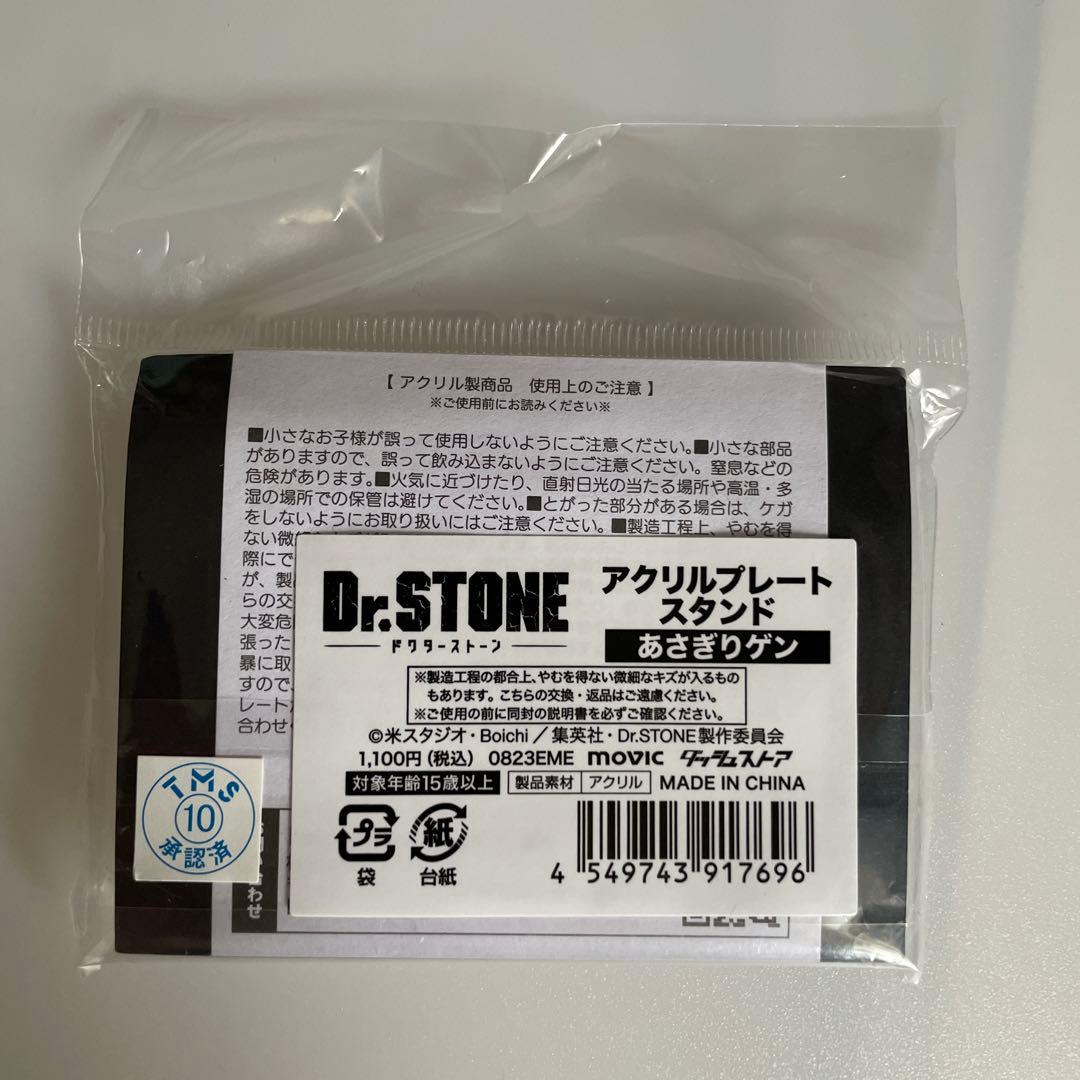 【 アクリル製商品　使用上のご注意 】
※ご使用前にお読みください※
■小さなお子様が誤って使用しないようにご注意ください。■小さな部品
がありますので、誤って飲み込まないようにご注意ください。窒息などの
危険があります。■火気に近づけたり、直射日光の当たる場所や高温・多
湿の場所での保管は避けてください。■とがった部分がある場合は、ケガ
をしないようにお取り扱いにはご注意ください。■製造工程上、やむを得
ない微
際にで
が、製
らの交
大変危
張った
暴に取
すので、
レート
合わせ
Dr.STONE
ドクターストーン
アクリルプレート
スタンド
あさぎりゲン
※製造工程の都合上、やむを得ない微細なキズが入るもの
もあります。こちらの交換・返品はご遠慮ください。
※ご使用の前に同封の説明書を必ずご確認ください。
©米スタジオ・Boichi／集英社・Dr.STONE製作委員会
1,100円（税込） 0823EME movic ダッシュストア
対象年齢15歳以上 製品素材 アクリル MADE IN CHINA
プラ 紙
袋 台紙
4 549743 917696
TMS
10
承認済
わせ